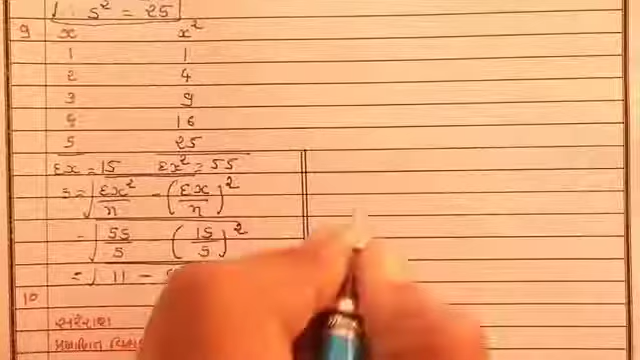 ∴ S² = 25
9 x x²
1 1
2 4
3 9
4 16
5 25
Σx = 15 Σx² = 55
S = √ Σx²/n - (Σx/n)²
= √ 55/5 (15/5)²
= √ 11 -
10
સરેરાશ